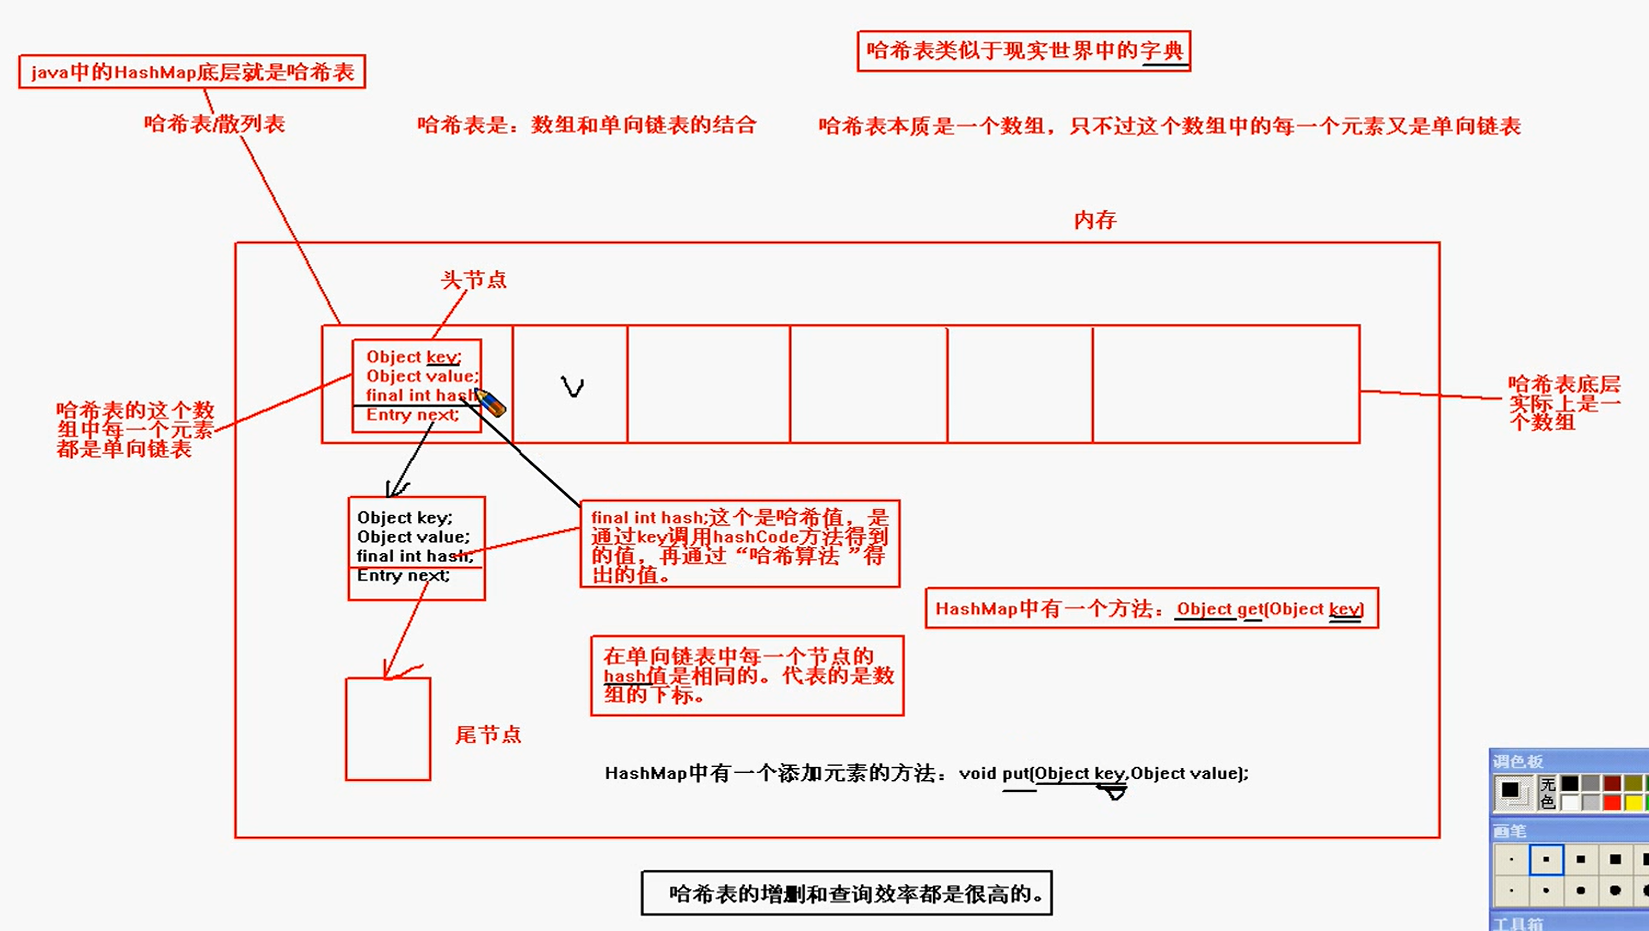 哈希表类似于现实世界中的字典
java中的HashMap底层就是哈希表
哈希表/散列表
哈希表是：数组和单向链表的结合
哈希表本质是一个数组，只不过这个数组中的每一个元素又是单向链表
内存
头节点
Object key;
Object value;
final int hash
Entry next;
V
哈希表的这个数
组中每一个元素
都是单向链表
哈希表底层
实际上是一
个数组
Object key;
Object value;
final int hash;
Entry next;
final int hash;这个是哈希值，是
通过key调用hashCode方法得到
的值，再通过“哈希算法 ”得
出的值。
HashMap中有一个方法：Object get(Object key)
在单向链表中每一个节点的
hash值是相同的。代表的是数
组的下标。
尾节点
HashMap中有一个添加元素的方法：void put(Object key,Object value);
哈希表的增删和查询效率都是很高的。
调色板
无
色
画笔
工具箱